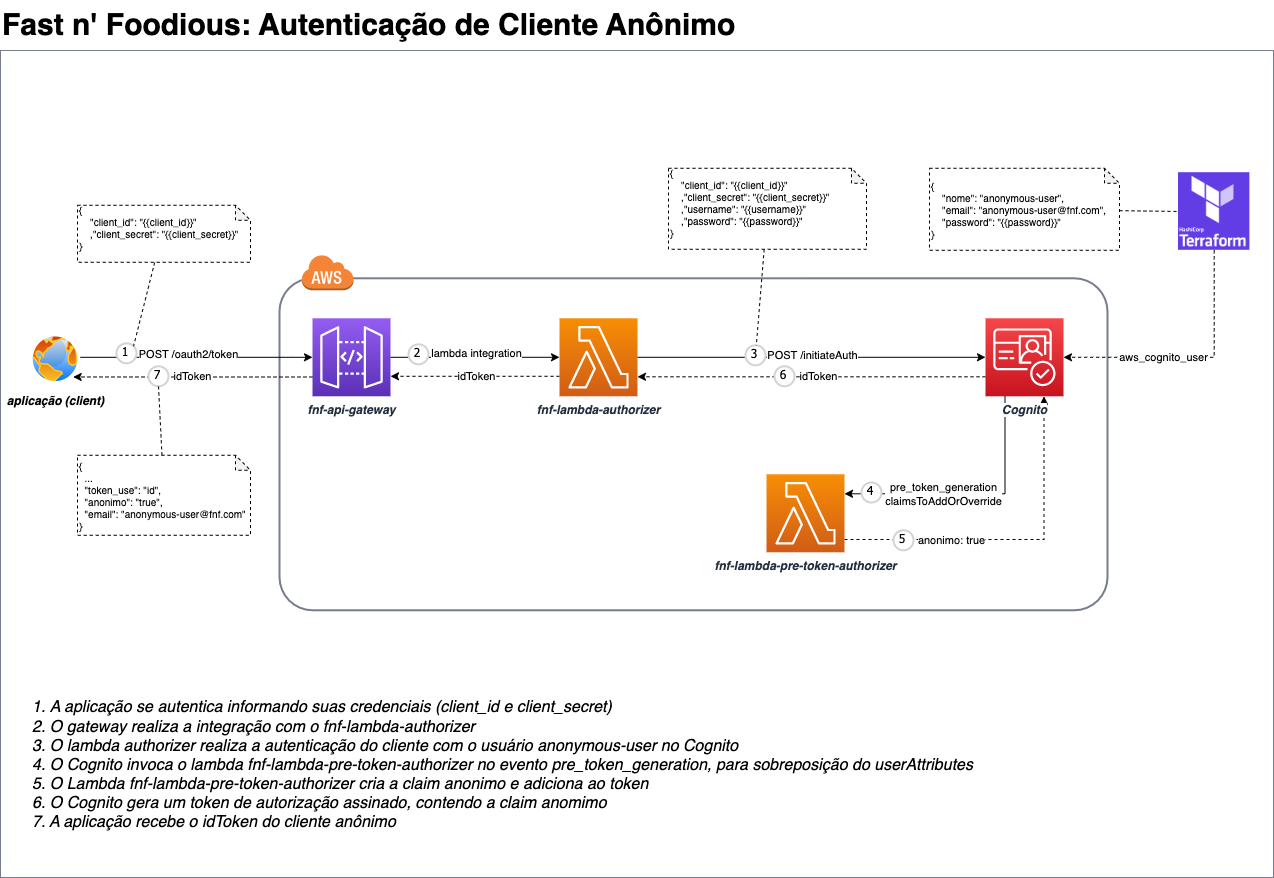 Fast n' Foodious: Autenticação de Cliente Anônimo
{
"client_id": "{{client_id}}"
,"client_secret": "{{client_secret}}"
,"username": "{{username}}"
,"password": "{{password}}"
}
{
"nome": "anonymous-user",
"email": "anonymous-user@fnf.com",
"password": "{{password}}"
}
HashiCorp
Terraform
{
"client_id": "{{client_id}}"
,"client_secret": "{{client_secret}}"
}
AWS
1
POST /oauth2/token
2
lambda integration
3
POST /initiateAuth
aws_cognito_user
7
idToken
idToken
6
idToken
aplicação (client)
fnf-api-gateway
fnf-lambda-authorizer
Cognito
{
...
"token_use": "id",
"anonimo": "true",
"email": "anonymous-user@fnf.com"
}
4
pre_token_generation
claimsToAddOrOverride
5
anonimo: true
fnf-lambda-pre-token-authorizer
1. A aplicação se autentica informando suas credenciais (client_id e client_secret)
2. O gateway realiza a integração com o fnf-lambda-authorizer
3. O lambda authorizer realiza a autenticação do cliente com o usuário anonymous-user no Cognito
4. O Cognito invoca o lambda fnf-lambda-pre-token-authorizer no evento pre_token_generation, para sobreposição do userAttributes
5. O Lambda fnf-lambda-pre-token-authorizer cria a claim anonimo e adiciona ao token
6. O Cognito gera um token de autorização assinado, contendo a claim anomimo
7. A aplicação recebe o idToken do cliente anônimo